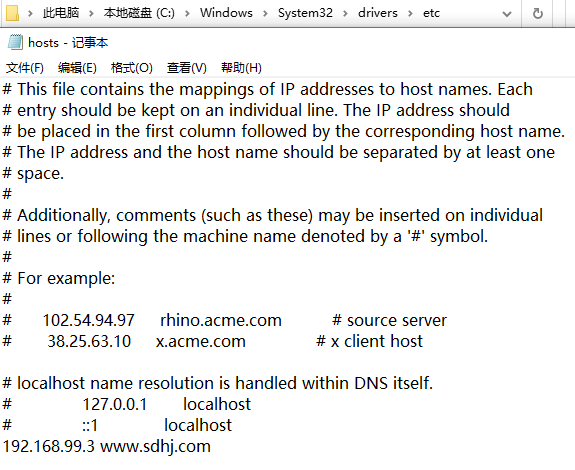 此电脑 › 本地磁盘 (C:) › Windows › System32 › drivers › etc
hosts - 记事本
文件(F) 编辑(E) 格式(O) 查看(V) 帮助(H)
# This file contains the mappings of IP addresses to host names. Each
# entry should be kept on an individual line. The IP address should
# be placed in the first column followed by the corresponding host name.
# The IP address and the host name should be separated by at least one
# space.
#
# Additionally, comments (such as these) may be inserted on individual
# lines or following the machine name denoted by a '#' symbol.
#
# For example:
#
# 102.54.94.97 rhino.acme.com # source server
# 38.25.63.10 x.acme.com # x client host
# localhost name resolution is handled within DNS itself.
# 127.0.0.1 localhost
# ::1 localhost
192.168.99.3 www.sdhj.com